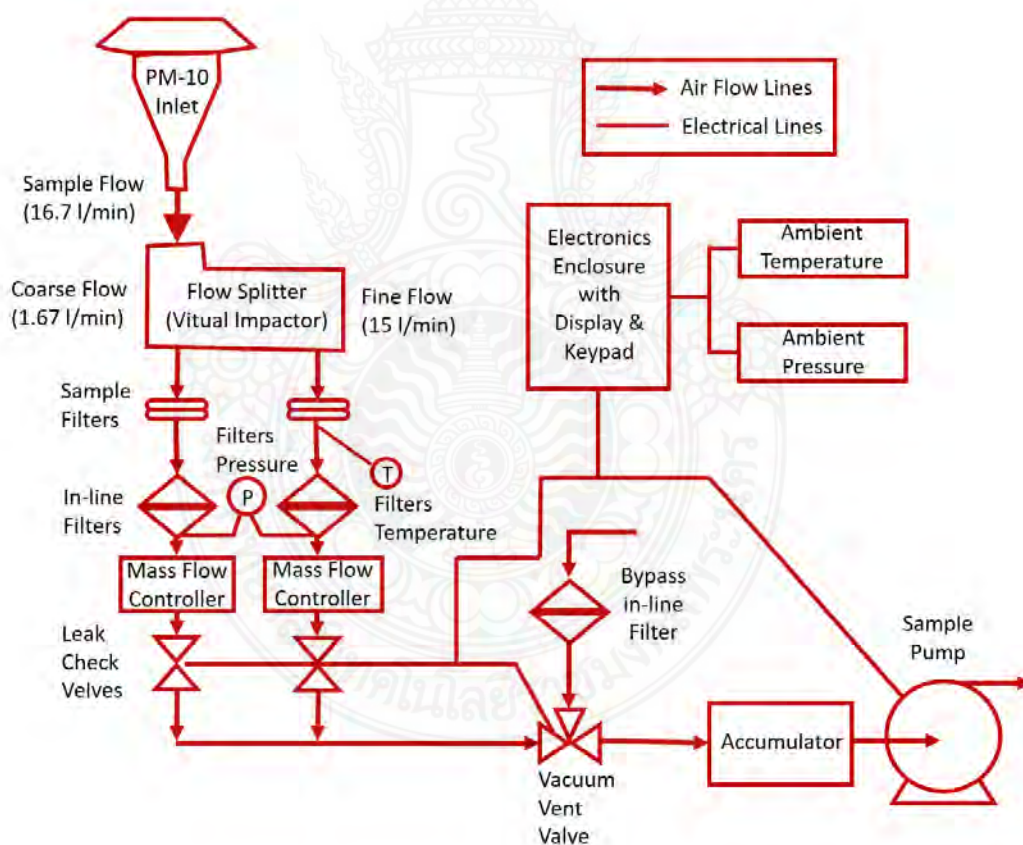 PM-10
Inlet
Air Flow Lines
Electrical Lines
Sample Flow
(16.7 l/min)
Coarse Flow
(1.67 l/min)
Flow Splitter
(Vitual Impactor)
Fine Flow
(15 l/min)
Electronics
Enclosure
with
Display &
Keypad
Ambient
Temperature
Ambient
Pressure
Sample
Filters
Filters
Pressure
P
T
Filters
Temperature
In-line
Filters
Mass Flow
Controller
Mass Flow
Controller
Bypass
in-line
Filter
Leak
Check
Velves
Sample
Pump
Accumulator
Vacuum
Vent
Valve